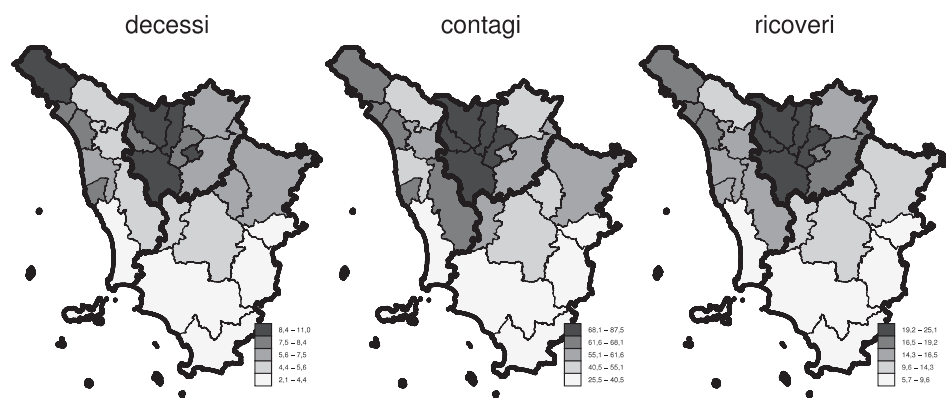 decessi contagi ricoveri
8,4 – 11,0
7,5 – 8,4
5,6 – 7,5
4,4 – 5,6
2,1 – 4,4
68,1 – 87,5
61,6 – 68,1
55,1 – 61,6
40,5 – 55,1
25,5 – 40,5
19,2 – 25,1
16,5 – 19,2
14,3 – 16,5
9,6 – 14,3
5,7 – 9,6